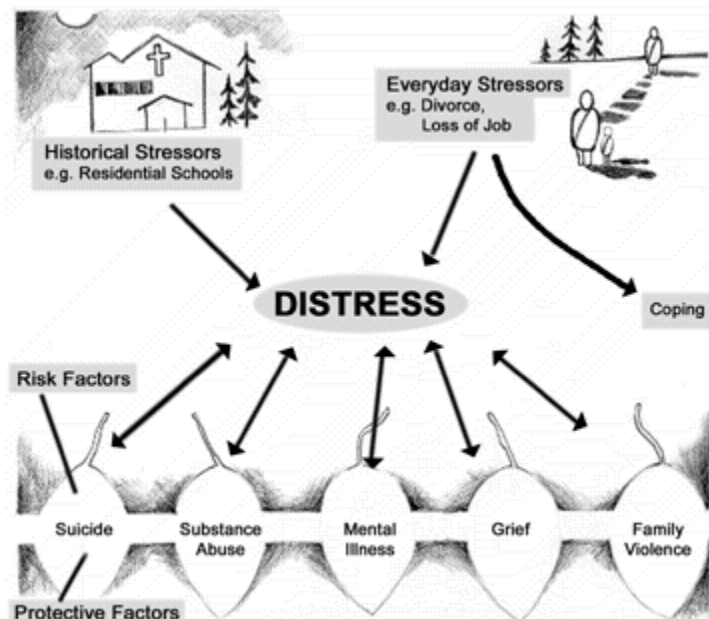 Historical Stressors
e.g. Residential Schools
Everyday Stressors
e.g. Divorce,
Loss of Job
DISTRESS
Coping
Risk Factors
Suicide
Substance
Abuse
Mental
Illness
Grief
Family
Violence
Protective Factors